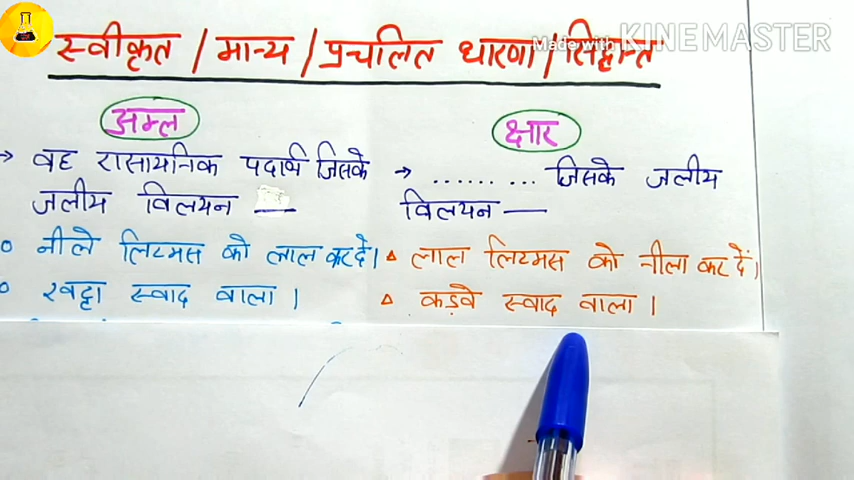 स्वीकृत / मान्य / प्रचलित धारणा / सिद्धान्त
Made with KINEMASTER
अम्ल
→ वह रासायनिक पदार्थ जिसके
जलीय विलयन —
० नीले लिटमस को लाल कर दे।
० खट्टा स्वाद वाला।
क्षार
→ ......... जिसके जलीय
विलयन —
△ लाल लिटमस को नीला कर दें।
△ कड़वे स्वाद वाला।